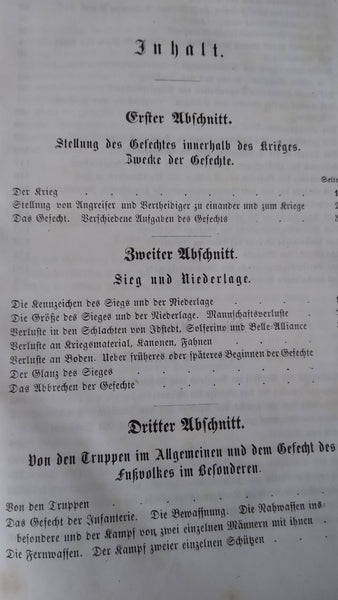 Inhalt.
Erster Abschnitt.
Stellung des Gefechtes innerhalb des Krieges.
Zwecke der Gefechte.
Seite
Der Krieg . . . . . . . . . 1
Stellung von Angreifer und Vertheidiger zu einander und zum Kriege 2
Das Gefecht. Verschiedene Aufgaben des Gefechts . . . . 3
Zweiter Abschnitt.
Sieg und Niederlage.
Die Kennzeichen des Siegs und der Niederlage . . . .
Die Größe des Sieges und der Niederlage. Mannschaftsverluste .
Verluste in den Schlachten von Idstedt, Solferino und Belle-Alliance
Verluste an Kriegsmaterial, Kanonen, Fahnen . . . .
Verluste an Boden. Ueber früheres oder späteres Beginnen der Gefechte
Der Glanz des Sieges . . . . . . .
Das Abbrechen der Gefechte . . . . . .
Dritter Abschnitt.
Von den Truppen im Allgemeinen und dem Gefecht des
Fußvolkes im Besonderen.
Von den Truppen . . . . . . . .
Das Gefecht der Infanterie. Die Bewaffnung. Die Nahwaffen ins-
besondere und der Kampf von zwei einzelnen Männern mit ihnen .
Die Fernwaffen. Der Kampf zweier einzelnen Schützen . .